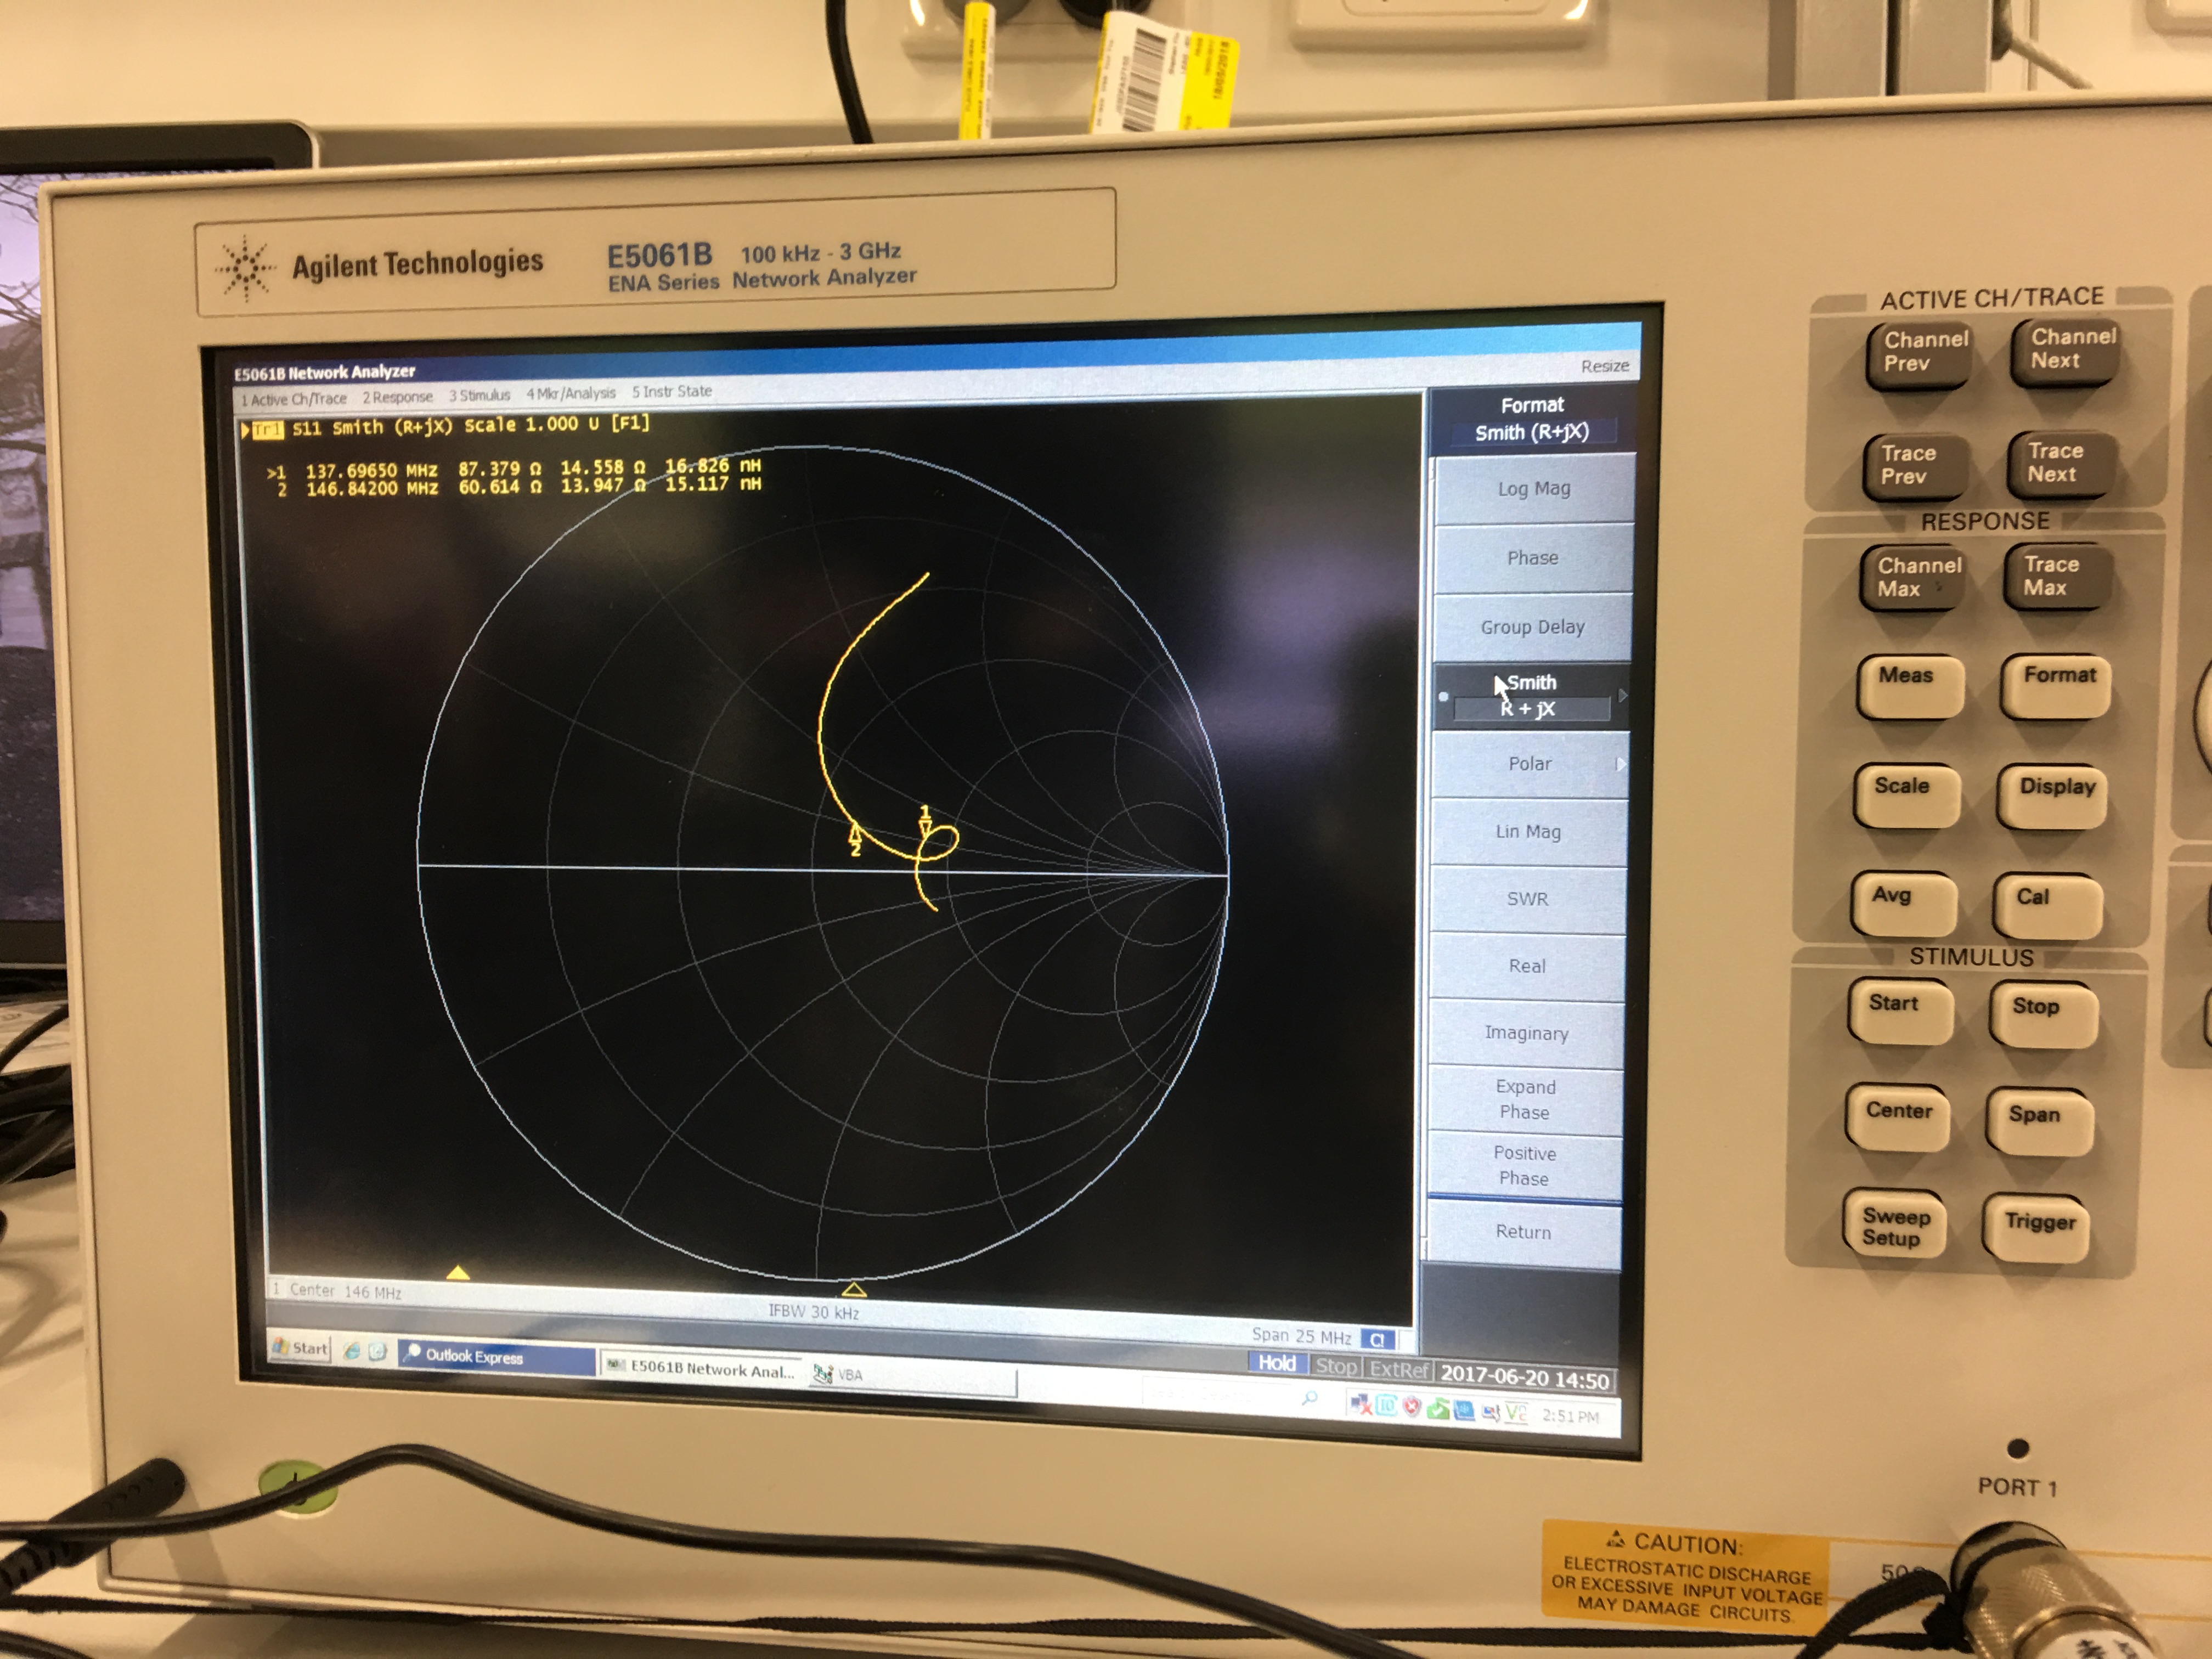 18/05/2018
Agilent Technologies
E5061B 100 kHz - 3 GHz
ENA Series Network Analyzer
E5061B Network Analyzer
Resize
1 Active Ch/Trace 2 Response 3 Stimulus 4 Mkr/Analysis 5 Instr State
Tr1 S11 Smith (R+jX) Scale 1.000 U [F1]
>1 137.69650 MHz 87.379 Ω 14.558 Ω 16.826 nH
2 146.84200 MHz 60.614 Ω 13.947 Ω 15.117 nH
1
2
Format
Smith (R+jX)
Log Mag
Phase
Group Delay
Smith
R + jX
Polar
Lin Mag
SWR
Real
Imaginary
Expand
Phase
Positive
Phase
Return
1 Center 146 MHz
IFBW 30 kHz
Span 25 MHz C!
Hold Stop ExtRef 2017-06-20 14:50
Start Outlook Express E5061B Network Anal... VBA
2:51 PM
ACTIVE CH/TRACE
Channel
Prev
Channel
Next
Trace
Prev
Trace
Next
RESPONSE
Channel
Max
Trace
Max
Meas
Format
Scale
Display
Avg
Cal
STIMULUS
Start
Stop
Center
Span
Sweep
Setup
Trigger
PORT 1
CAUTION:
ELECTROSTATIC DISCHARGE
OR EXCESSIVE INPUT VOLTAGE
MAY DAMAGE CIRCUITS.